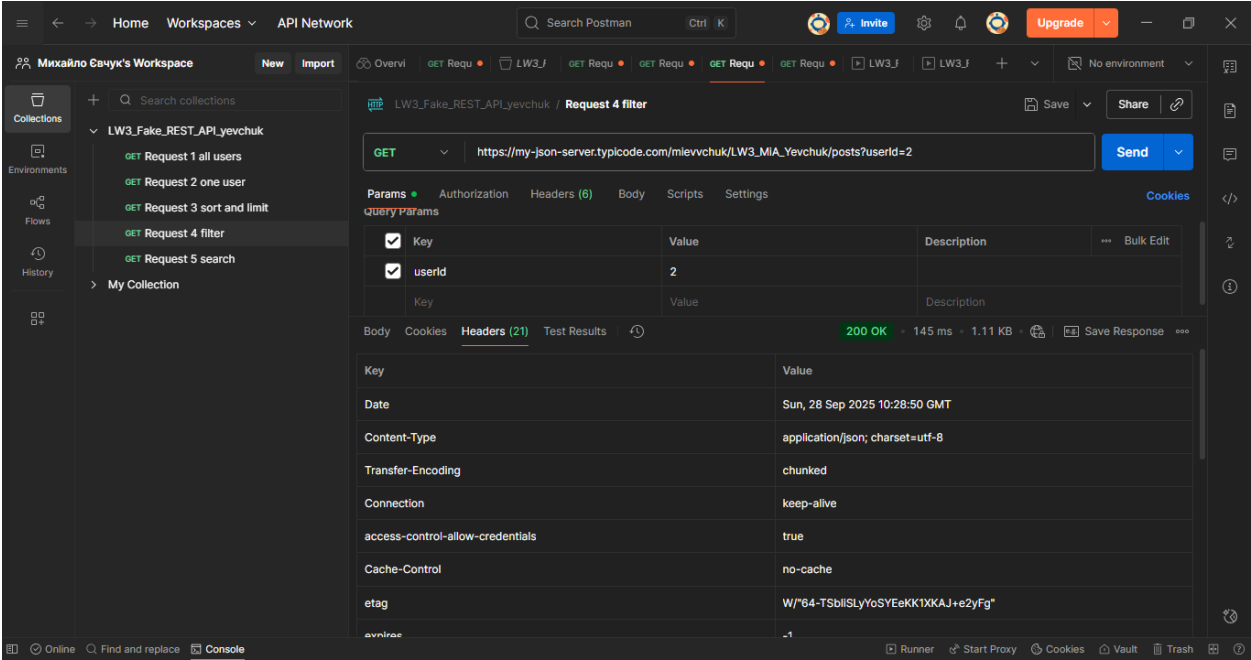 Home Workspaces API Network Search Postman Ctrl K Invite Upgrade
Михайло Євчук's Workspace New Import Overvi GET Requ LW3_F GET Requ GET Requ GET Requ GET Requ LW3_F LW3_F No environment
Collections
Environments
Flows
History
Search collections
LW3_Fake_REST_API_yevchuk
GET Request 1 all users
GET Request 2 one user
GET Request 3 sort and limit
GET Request 4 filter
GET Request 5 search
My Collection
HTTP LW3_Fake_REST_API_yevchuk / Request 4 filter Save Share
GET https://my-json-server.typicode.com/mievvchuk/LW3_MiA_Yevchuk/posts?userId=2 Send
Params Authorization Headers (6) Body Scripts Settings Cookies
Query Params
Key Value Description Bulk Edit
userId 2
Key Value Description
Body Cookies Headers (21) Test Results 200 OK 145 ms 1.11 KB e.g. Save Response
Key Value
Date Sun, 28 Sep 2025 10:28:50 GMT
Content-Type application/json; charset=utf-8
Transfer-Encoding chunked
Connection keep-alive
access-control-allow-credentials true
Cache-Control no-cache
etag W/"64-TSbliSLyYoSYEeKK1XKAJ+e2yFg"
expires -1
Online Find and replace Console Runner Start Proxy Cookies Vault Trash